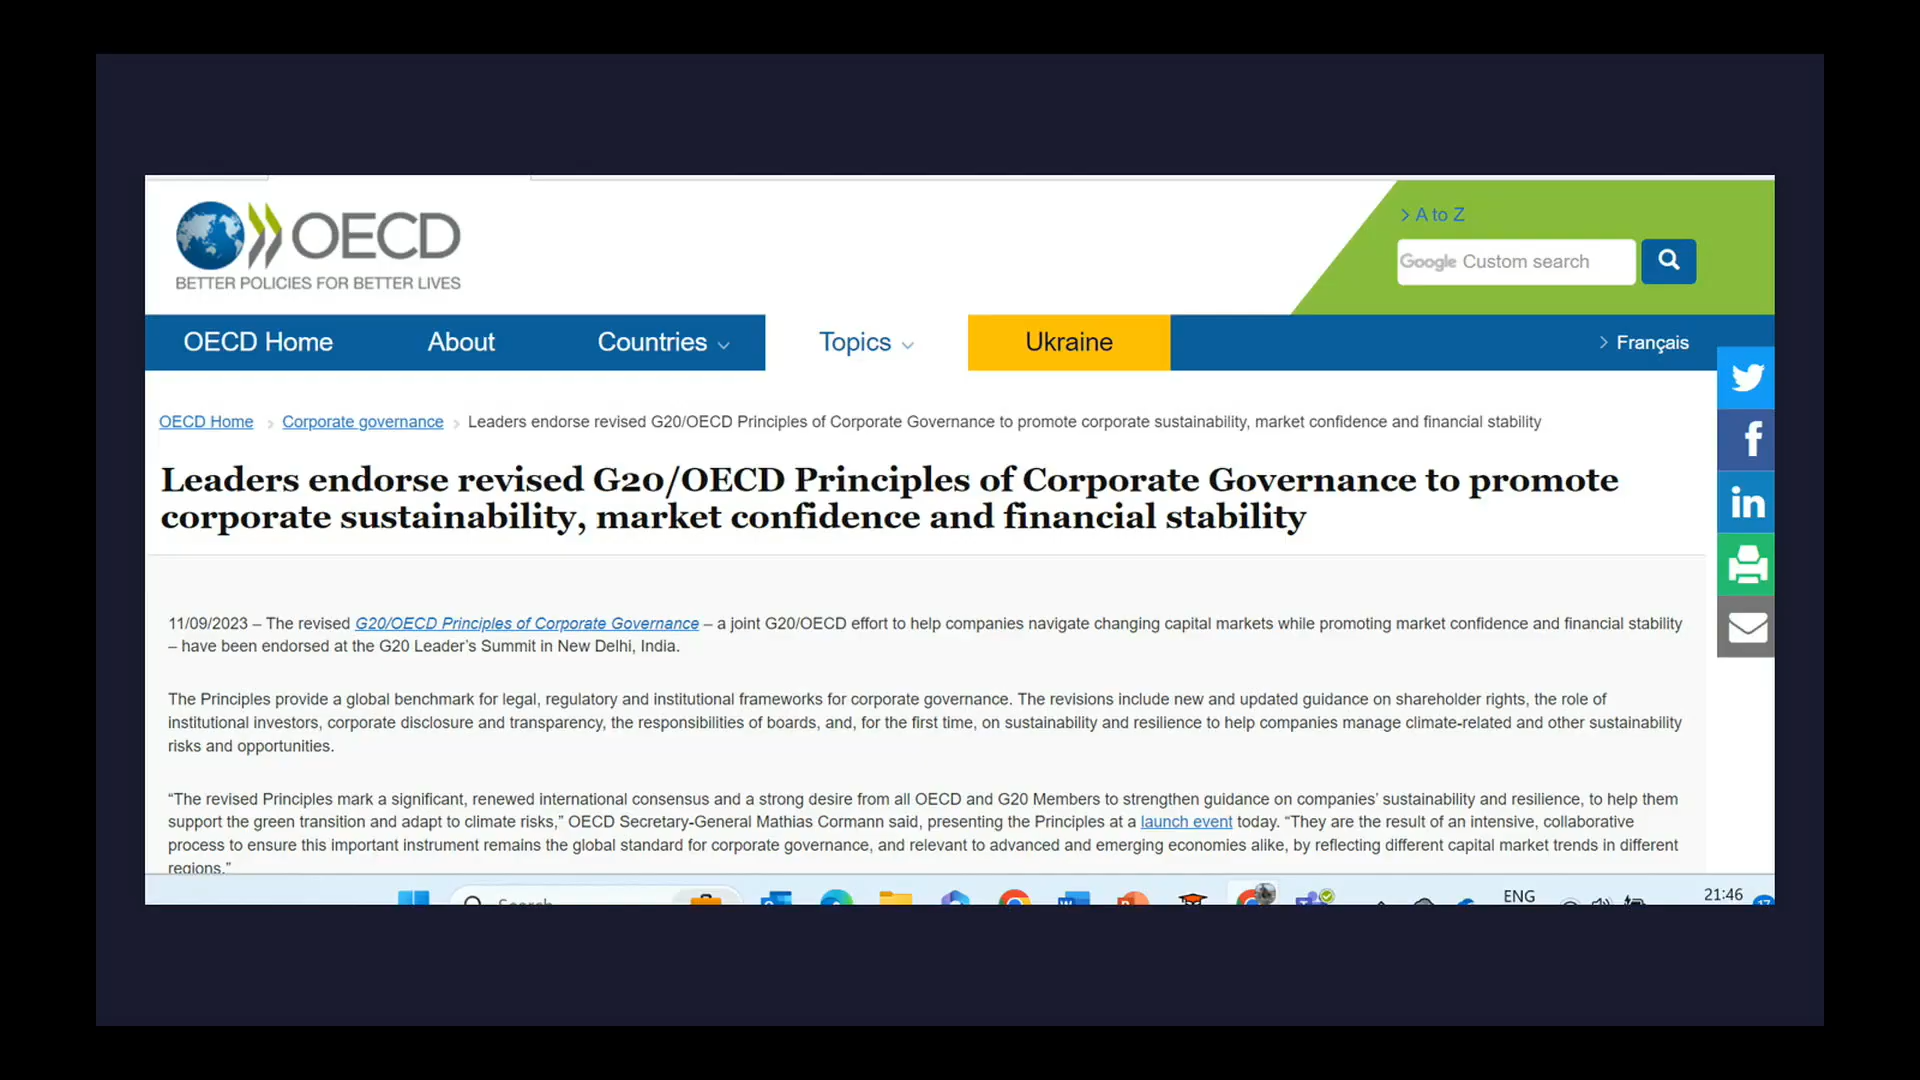 OECD
BETTER POLICIES FOR BETTER LIVES
> A to Z
Google Custom search
OECD Home
About
Countries
Topics
Ukraine
> Français
OECD Home > Corporate governance > Leaders endorse revised G20/OECD Principles of Corporate Governance to promote corporate sustainability, market confidence and financial stability
Leaders endorse revised G20/OECD Principles of Corporate Governance to promote
corporate sustainability, market confidence and financial stability
11/09/2023 – The revised G20/OECD Principles of Corporate Governance – a joint G20/OECD effort to help companies navigate changing capital markets while promoting market confidence and financial stability
– have been endorsed at the G20 Leader’s Summit in New Delhi, India.
The Principles provide a global benchmark for legal, regulatory and institutional frameworks for corporate governance. The revisions include new and updated guidance on shareholder rights, the role of
institutional investors, corporate disclosure and transparency, the responsibilities of boards, and, for the first time, on sustainability and resilience to help companies manage climate-related and other sustainability
risks and opportunities.
“The revised Principles mark a significant, renewed international consensus and a strong desire from all OECD and G20 Members to strengthen guidance on companies’ sustainability and resilience, to help them
support the green transition and adapt to climate risks,” OECD Secretary-General Mathias Cormann said, presenting the Principles at a launch event today. “They are the result of an intensive, collaborative
process to ensure this important instrument remains the global standard for corporate governance, and relevant to advanced and emerging economies alike, by reflecting different capital market trends in different
regions.”
Search
ENG
21:46
17